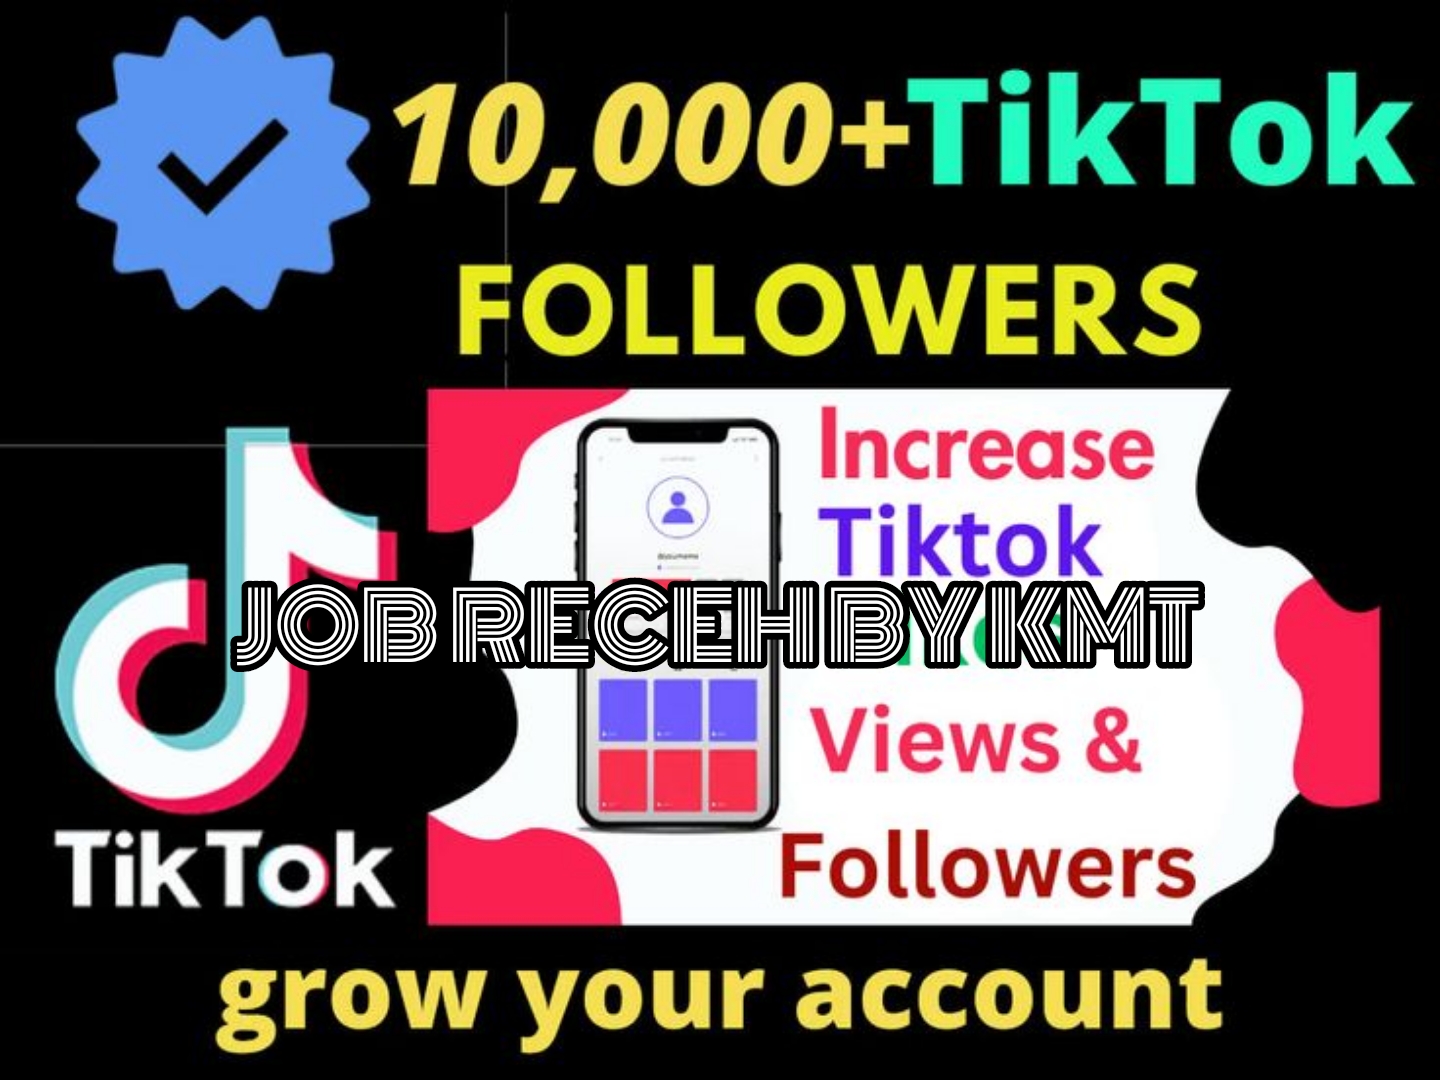 10,000+TikTok
FOLLOWERS
Increase
Tiktok
JOB RECEH BY KMT
Views &
Followers
TikTok
grow your account